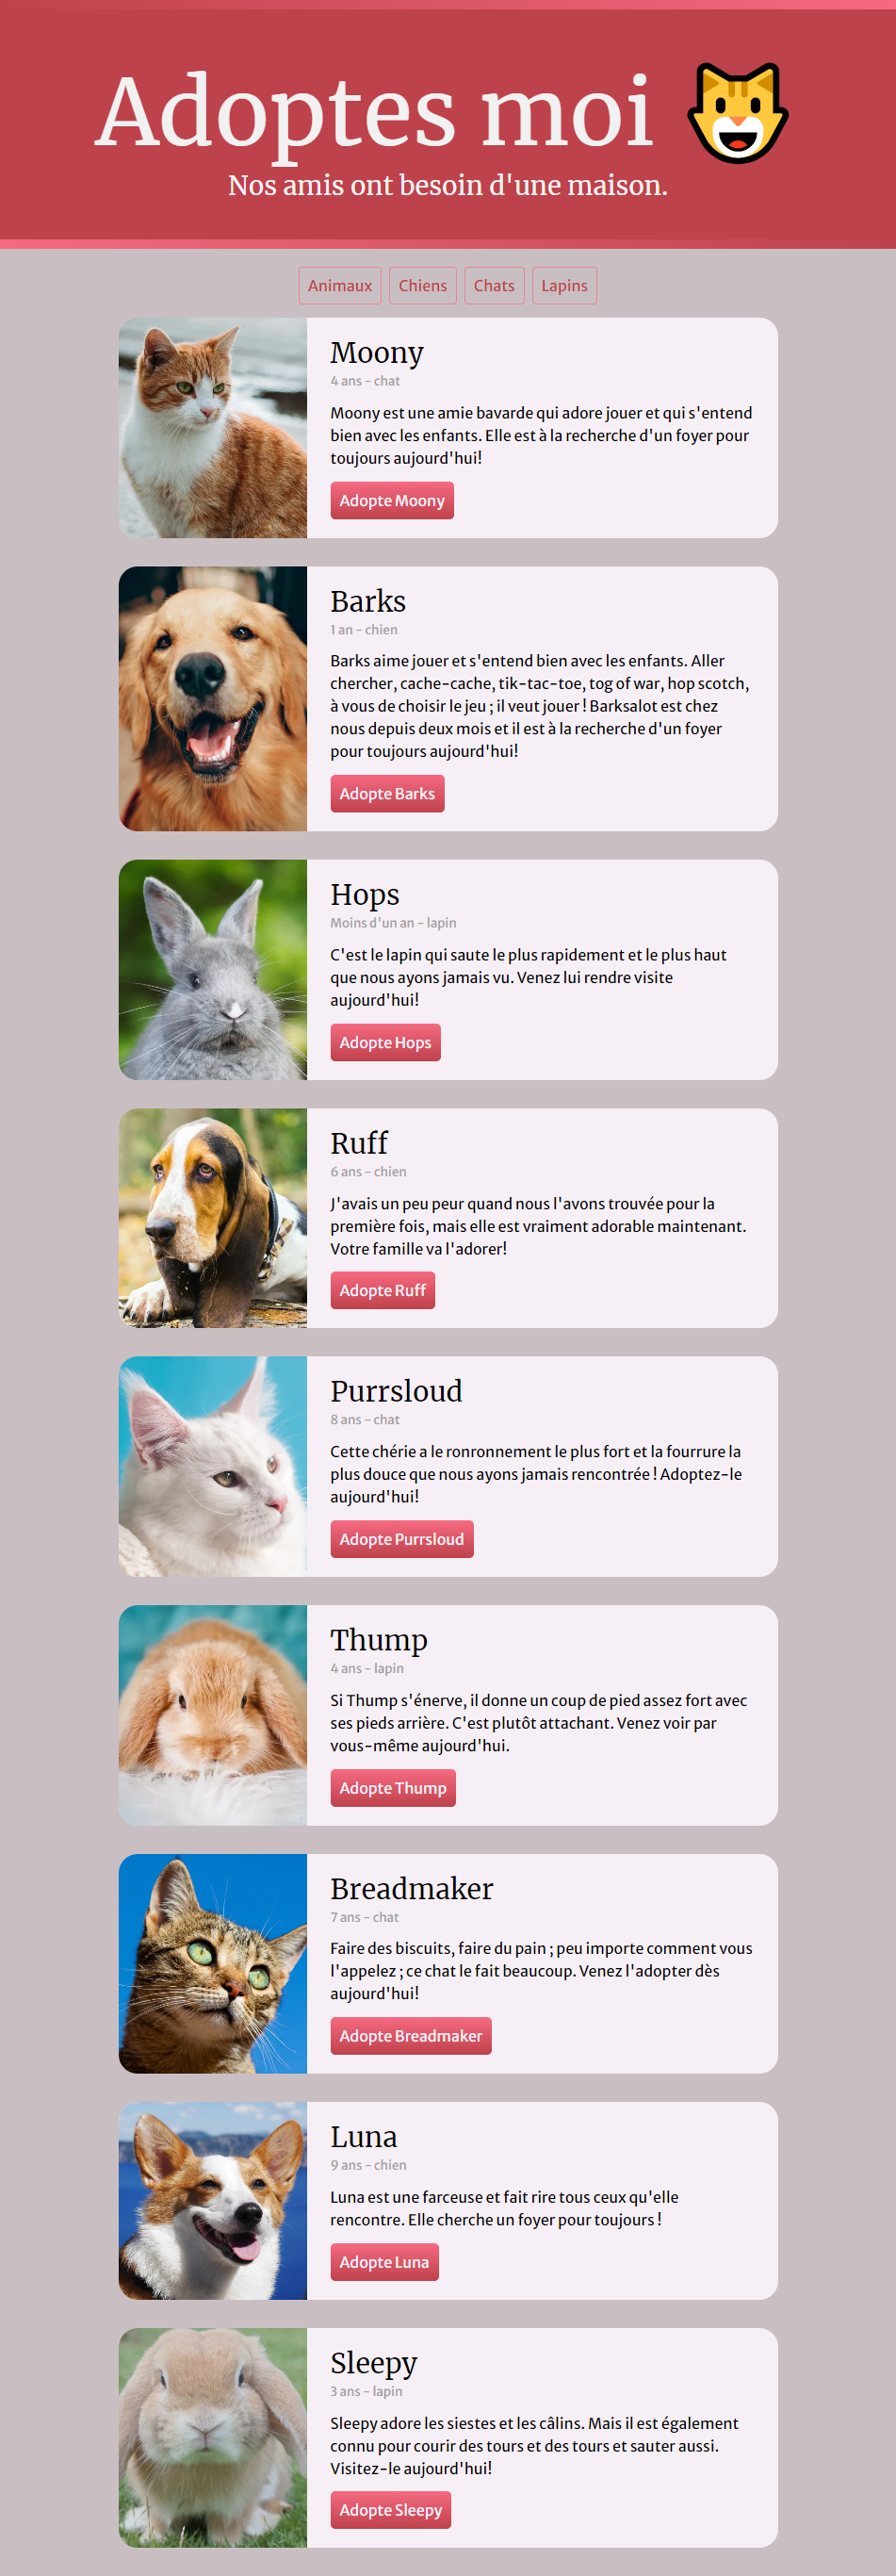 Adoptes moi
Nos amis ont besoin d'une maison.
Animaux Chiens Chats Lapins
Moony
4 ans - chat
Moony est une amie bavarde qui adore jouer et qui s'entend
bien avec les enfants. Elle est à la recherche d'un foyer pour
toujours aujourd'hui!
Adopte Moony
Barks
1 an - chien
Barks aime jouer et s'entend bien avec les enfants. Aller
chercher, cache-cache, tik-tac-toe, tog of war, hop scotch,
à vous de choisir le jeu ; il veut jouer ! Barksalot est chez
nous depuis deux mois et il est à la recherche d'un foyer
pour toujours aujourd'hui!
Adopte Barks
Hops
Moins d'un an - lapin
C'est le lapin qui saute le plus rapidement et le plus haut
que nous ayons jamais vu. Venez lui rendre visite
aujourd'hui!
Adopte Hops
Ruff
6 ans - chien
J'avais un peu peur quand nous l'avons trouvée pour la
première fois, mais elle est vraiment adorable maintenant.
Votre famille va l'adorer!
Adopte Ruff
Purrsloud
8 ans - chat
Cette chérie a le ronronnement le plus fort et la fourrure la
plus douce que nous ayons jamais rencontrée ! Adoptez-le
aujourd'hui!
Adopte Purrsloud
Thump
4 ans - lapin
Si Thump s'énerve, il donne un coup de pied assez fort avec
ses pieds arrière. C'est plutôt attachant. Venez voir par
vous-même aujourd'hui.
Adopte Thump
Breadmaker
7 ans - chat
Faire des biscuits, faire du pain ; peu importe comment vous
l'appelez ; ce chat le fait beaucoup. Venez l'adopter dès
aujourd'hui!
Adopte Breadmaker
Luna
9 ans - chien
Luna est une farceuse et fait rire tous ceux qu'elle
rencontre. Elle cherche un foyer pour toujours !
Adopte Luna
Sleepy
3 ans - lapin
Sleepy adore les siestes et les câlins. Mais il est également
connu pour courir des tours et des tours et sauter aussi.
Visitez-le aujourd'hui!
Adopte Sleepy